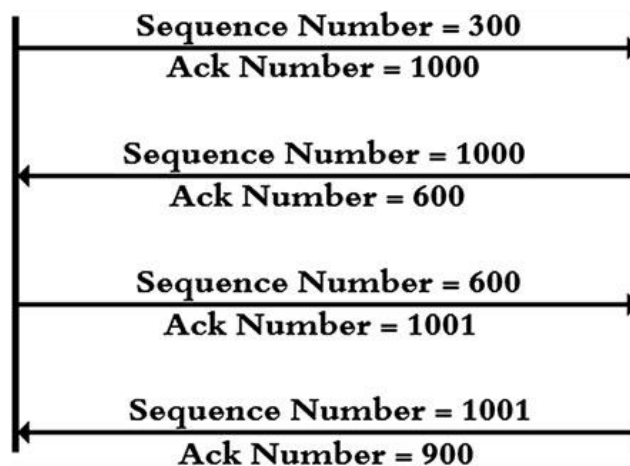 Sequence Number = 300
Ack Number = 1000
Sequence Number = 1000
Ack Number = 600
Sequence Number = 600
Ack Number = 1001
Sequence Number = 1001
Ack Number = 900